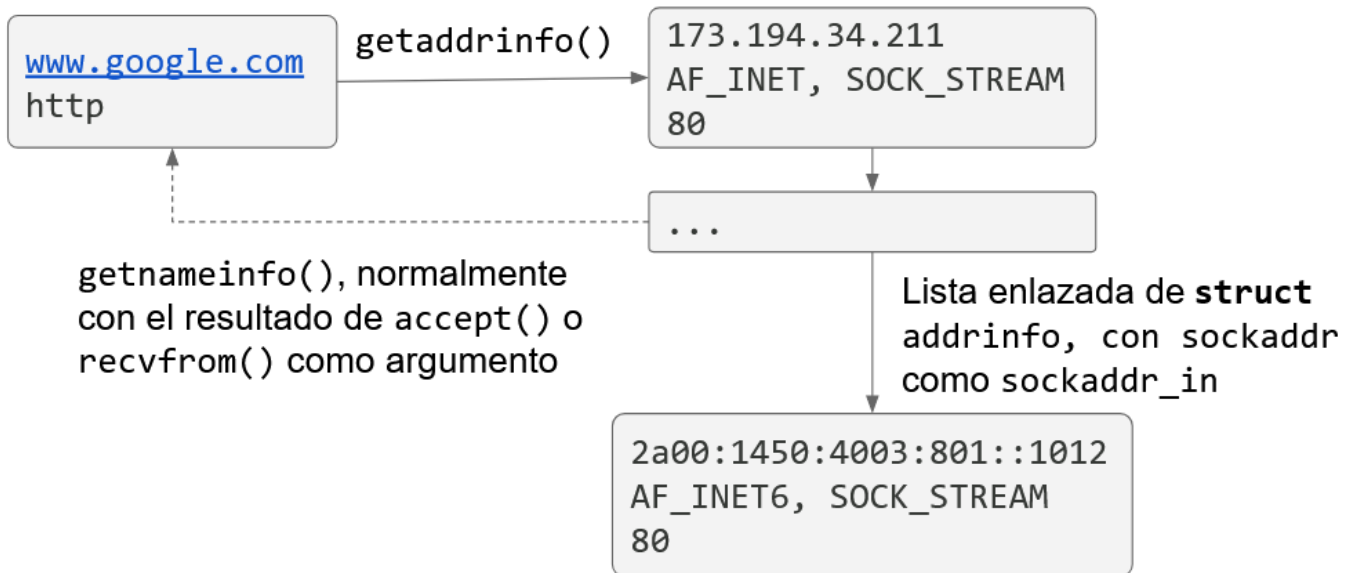 www.google.com
http
getaddrinfo()
173.194.34.211
AF_INET, SOCK_STREAM
80
...
getnameinfo(), normalmente
con el resultado de accept() o
recvfrom() como argumento
Lista enlazada de struct
addrinfo, con sockaddr
como sockaddr_in
2a00:1450:4003:801::1012
AF_INET6, SOCK_STREAM
80